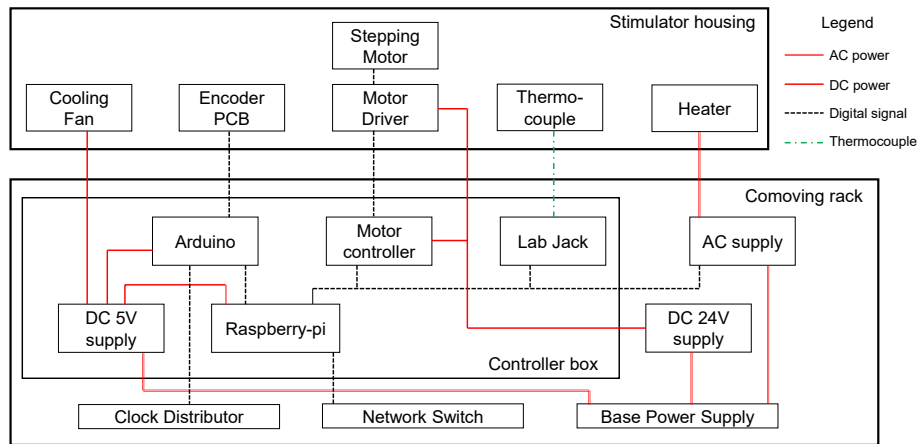 Stimulator housing
Legend
Stepping
Motor
AC power
DC power
Cooling
Fan
Encoder
PCB
Motor
Driver
Thermo-
couple
Heater
Digital signal
Thermocouple
Comoving rack
Arduino
Motor
controller
Lab Jack
AC supply
DC 5V
supply
Raspberry-pi
DC 24V
supply
Controller box
Clock Distributor
Network Switch
Base Power Supply